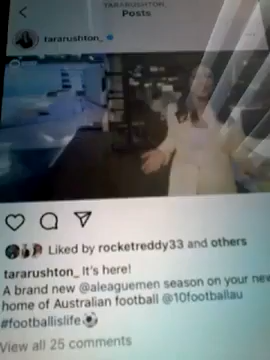 TARARUSHTON_
Posts
tararushton_
Liked by rocketreddy33 and others
tararushton_ It's here!
A brand new @aleaguemen season on your new
home of Australian football @10footballau
#footballislife⚽
View all 25 comments